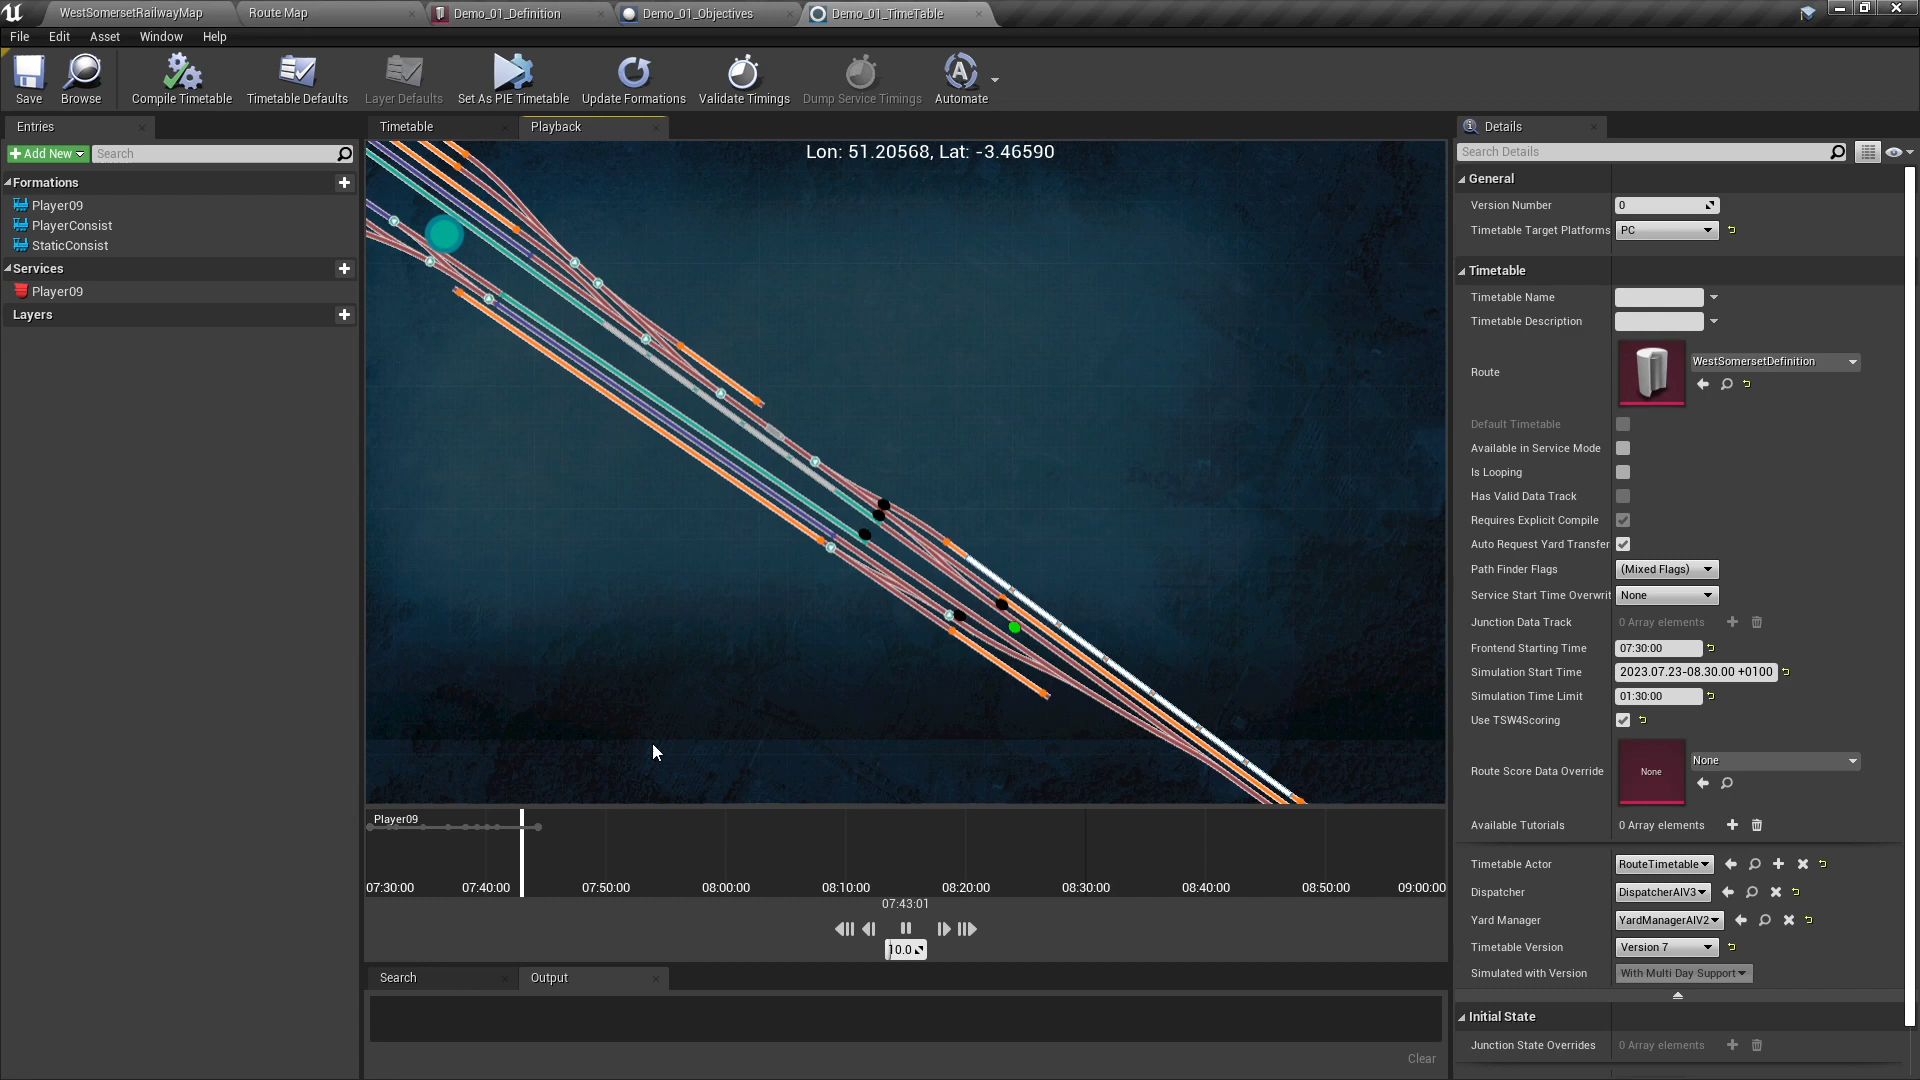 WestSomersetRailwayMap
Route Map
Demo_01_Definition
Demo_01_Objectives
Demo_01_TimeTable
File
Edit
Asset
Window
Help
Save
Browse
Compile Timetable
Timetable Defaults
Layer Defaults
Set As PIE Timetable
Update Formations
Validate Timings
Dump Service Timings
Automate
Entries
Add New
Search
Formations
Player09
PlayerConsist
StaticConsist
Services
Player09
Layers
Timetable
Playback
Lon: 51.20568, Lat: -3.46590
Player09
07:30:00
07:40:00
07:50:00
08:00:00
08:10:00
08:20:00
08:30:00
08:40:00
08:50:00
09:00:00
07:43:01
10.0
Search
Output
Clear
Details
Search Details
General
Version Number
0
Timetable Target Platforms
PC
Timetable
Timetable Name
Timetable Description
Route
WestSomersetDefinition
Default Timetable
Available in Service Mode
Is Looping
Has Valid Data Track
Requires Explicit Compile
Auto Request Yard Transfer
Path Finder Flags
(Mixed Flags)
Service Start Time Overwrit
None
Junction Data Track
0 Array elements
Frontend Starting Time
07:30:00
Simulation Start Time
2023.07.23-08.30.00 +0100
Simulation Time Limit
01:30:00
Use TSW4Scoring
Route Score Data Override
None
None
Available Tutorials
0 Array elements
Timetable Actor
RouteTimetable
Dispatcher
DispatcherAIV3
Yard Manager
YardManagerAIV2
Timetable Version
Version 7
Simulated with Version
With Multi Day Support
Initial State
Junction State Overrides
0 Array elements